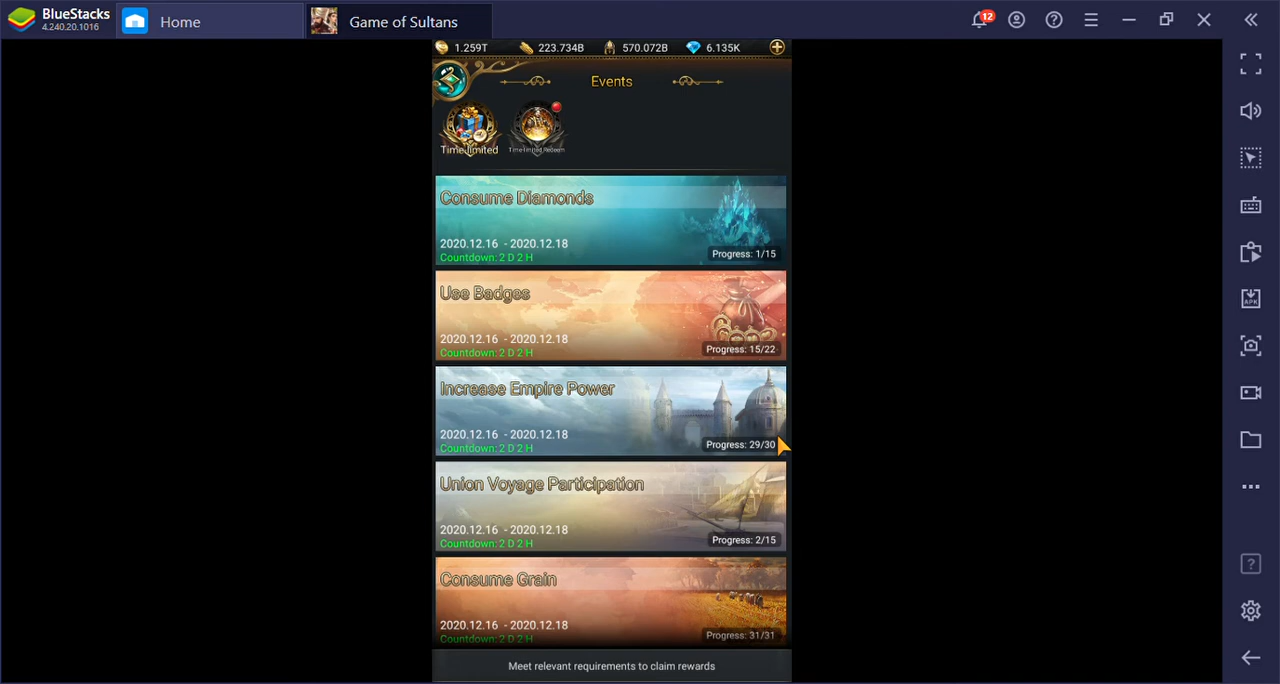 BlueStacks
4.240.20.1016
Home
Game of Sultans
12
1.259T
223.734B
570.072B
6.135K
Events
Time limited
Time limited Redeem
Consume Diamonds
2020.12.16 - 2020.12.18
Countdown: 2 D 2 H
Progress: 1/15
Use Badges
2020.12.16 - 2020.12.18
Countdown: 2 D 2 H
Progress: 15/22
Increase Empire Power
2020.12.16 - 2020.12.18
Countdown: 2 D 2 H
Progress: 29/30
Union Voyage Participation
2020.12.16 - 2020.12.18
Countdown: 2 D 2 H
Progress: 2/15
Consume Grain
2020.12.16 - 2020.12.18
Countdown: 2 D 2 H
Progress: 31/31
Meet relevant requirements to claim rewards
APK